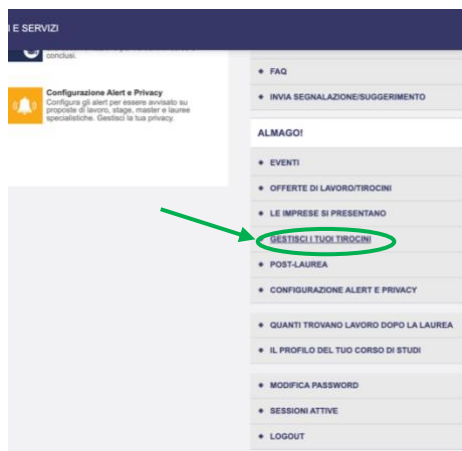 I E SERVIZI
conclusi.
Configurazione Alert e Privacy
Configura gli alert per essere avvisato su
proposte di lavoro, stage, master e lauree
specialistiche. Gestisci la tua privacy.
FAQ
INVIA SEGNALAZIONE/SUGGERIMENTO
ALMAGO!
EVENTI
OFFERTE DI LAVORO/TIROCINI
LE IMPRESE SI PRESENTANO
GESTISCI I TUOI TIROCINI
POST-LAUREA
CONFIGURAZIONE ALERT E PRIVACY
QUANTI TROVANO LAVORO DOPO LA LAUREA
IL PROFILO DEL TUO CORSO DI STUDI
MODIFICA PASSWORD
SESSIONI ATTIVE
LOGOUT